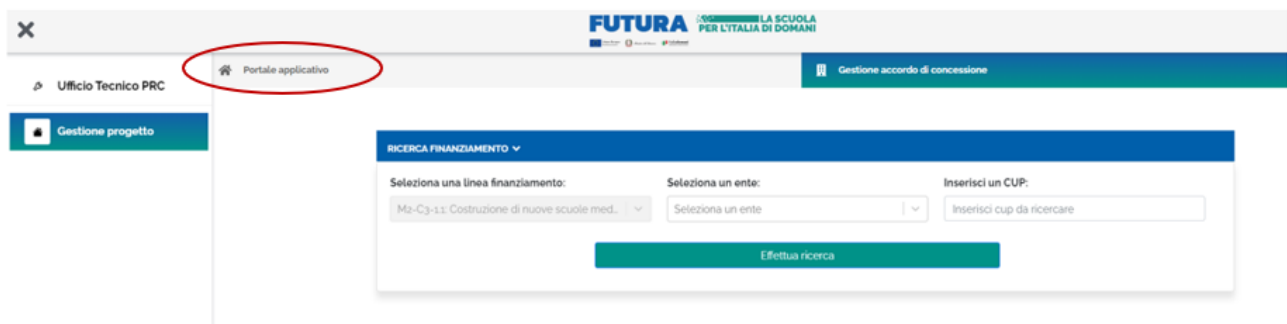 FUTURA
LA SCUOLA
PER L'ITALIA DI DOMANI
Portale applicativo
Gestione accordo di concessione
Ufficio Tecnico PRC
Gestione progetto
RICERCA FINANZIAMENTO
Seleziona una linea finanziamento:
Seleziona un ente:
Inserisci un CUP:
M2-C3-1.1: Costruzione di nuove scuole med...
Seleziona un ente
Inserisci cup da ricercare
Effettua ricerca